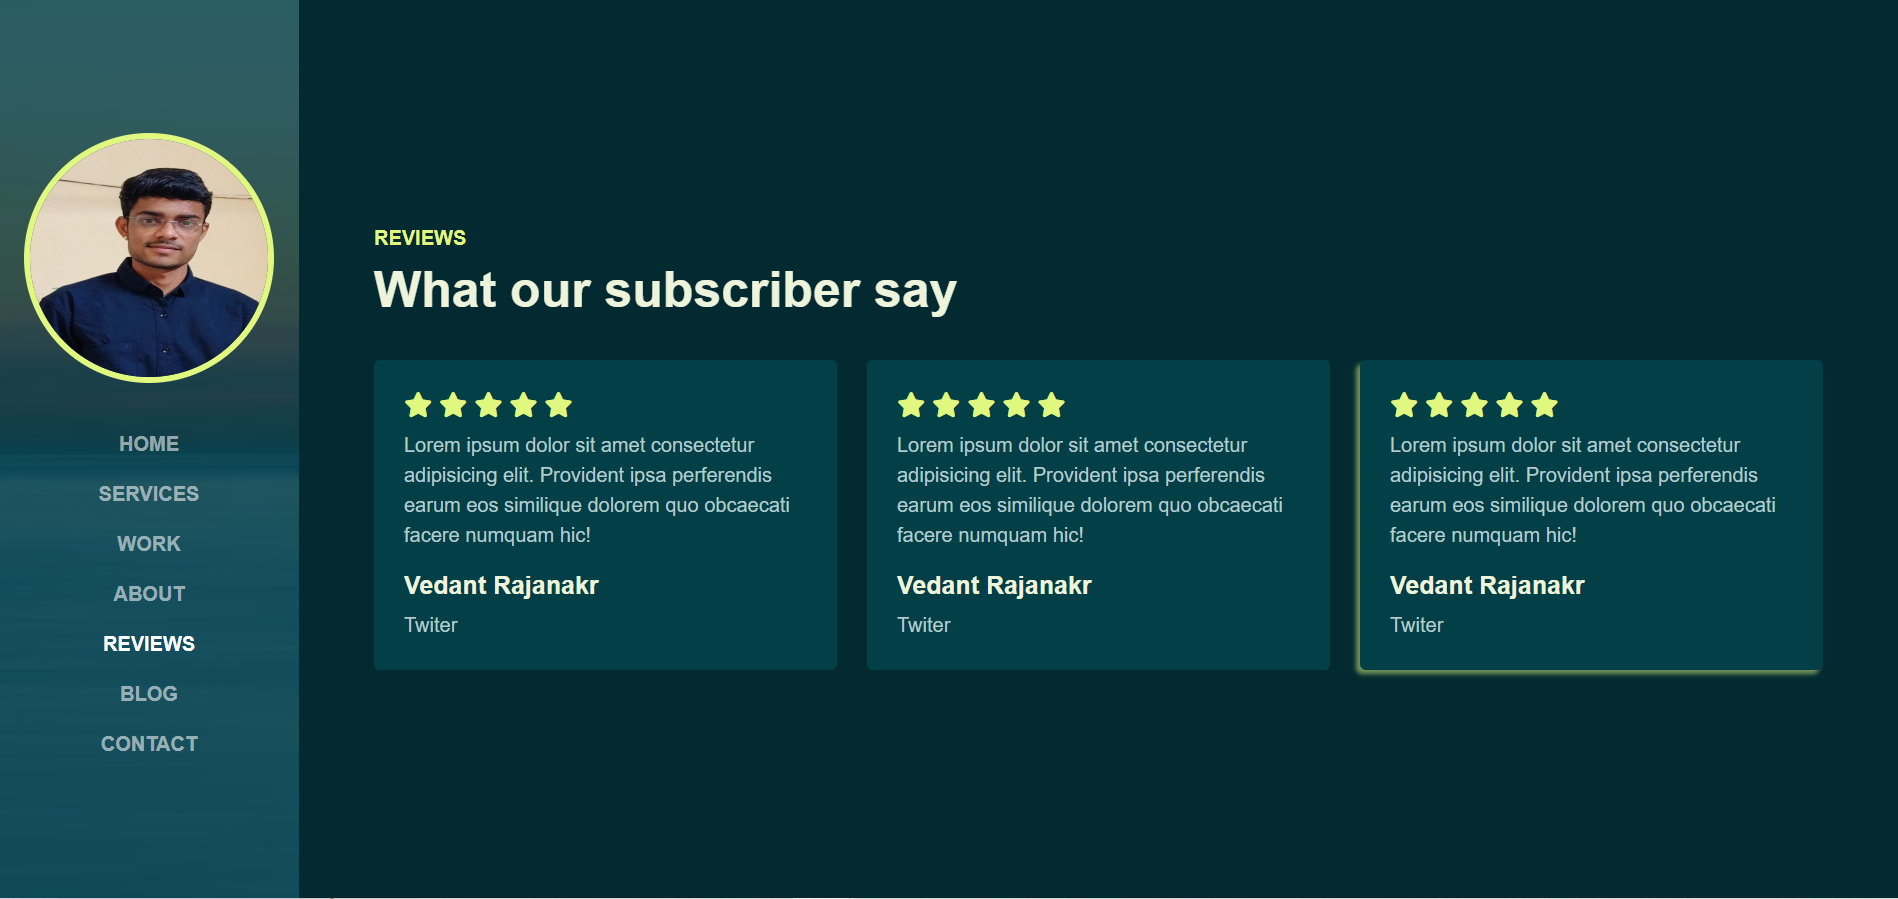 HOME
SERVICES
WORK
ABOUT
REVIEWS
BLOG
CONTACT
REVIEWS
What our subscriber say
Lorem ipsum dolor sit amet consectetur
adipisicing elit. Provident ipsa perferendis
earum eos similique dolorem quo obcaecati
facere numquam hic!
Vedant Rajanakr
Twiter
Lorem ipsum dolor sit amet consectetur
adipisicing elit. Provident ipsa perferendis
earum eos similique dolorem quo obcaecati
facere numquam hic!
Vedant Rajanakr
Twiter
Lorem ipsum dolor sit amet consectetur
adipisicing elit. Provident ipsa perferendis
earum eos similique dolorem quo obcaecati
facere numquam hic!
Vedant Rajanakr
Twiter